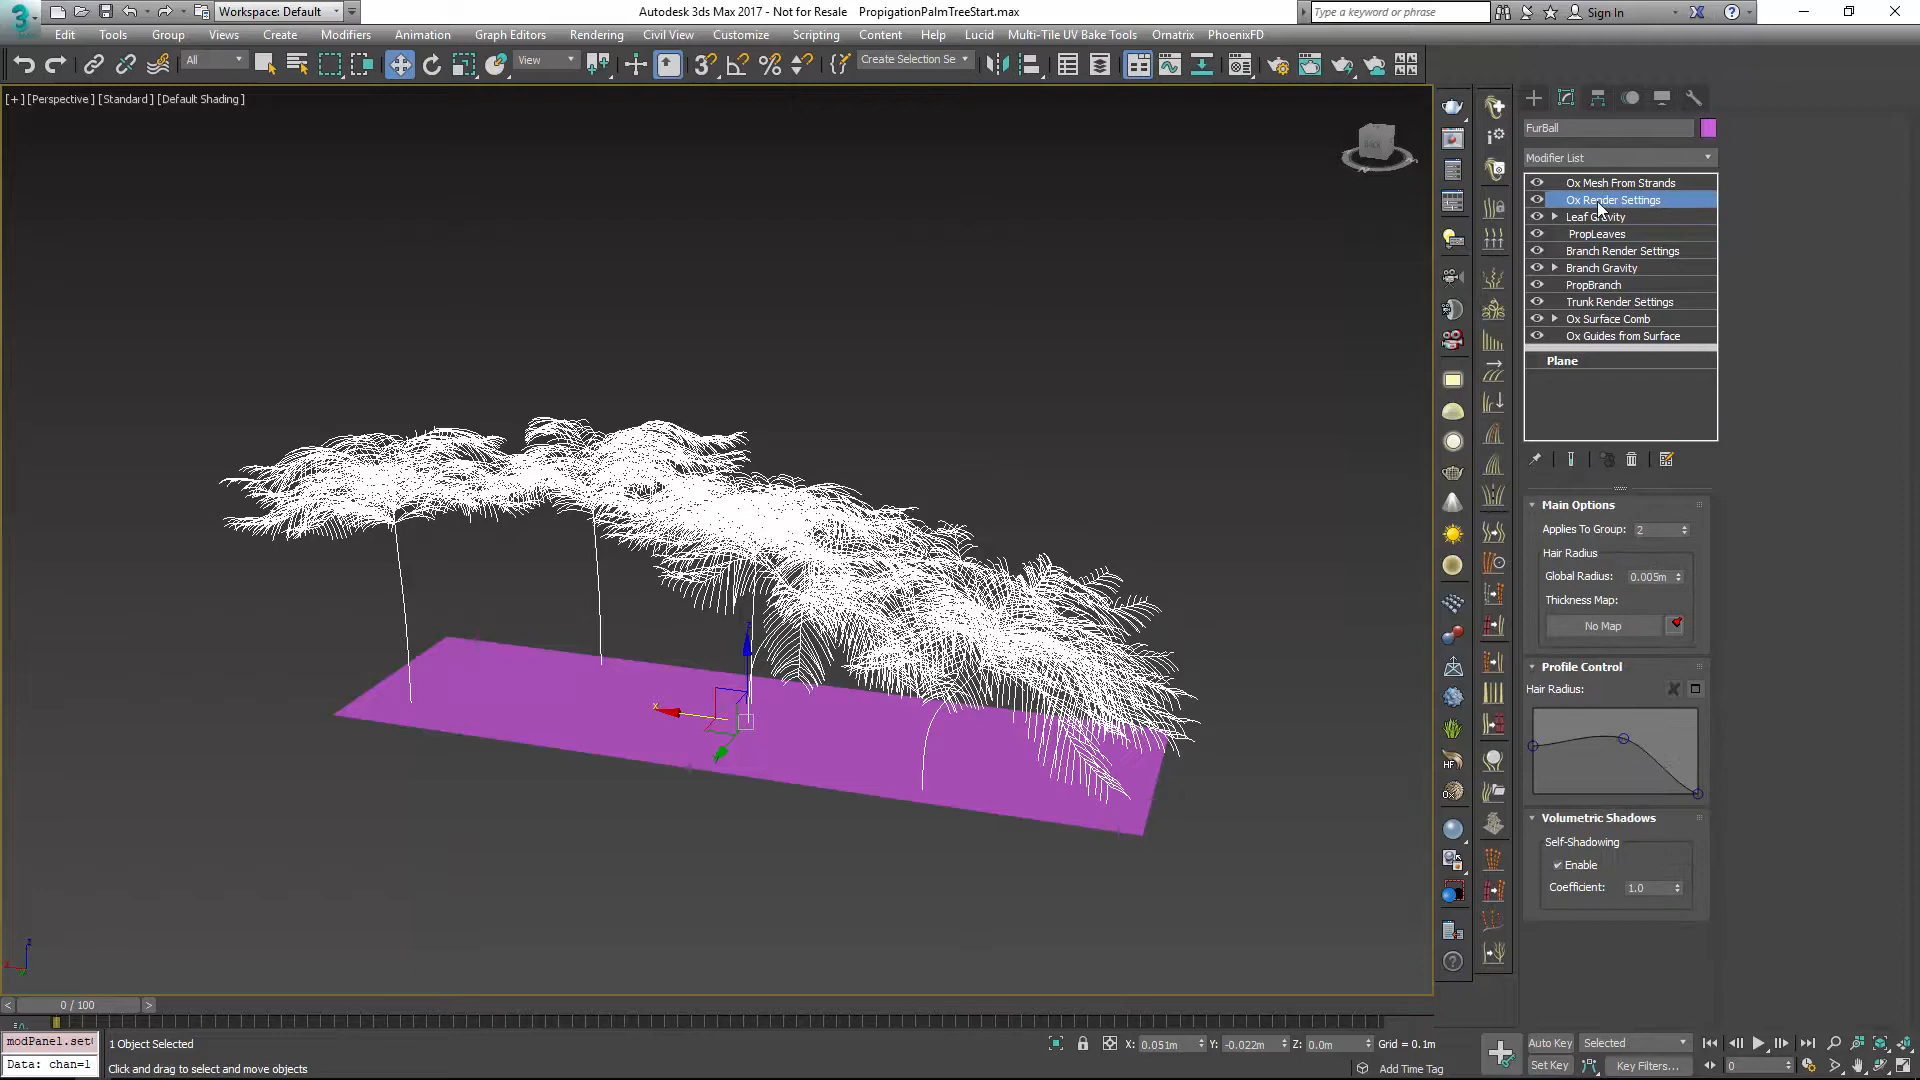 Workspace: Default
Autodesk 3ds Max 2017 - Not for Resale    PropigationPalmTreeStart.max
Type a keyword or phrase
Sign In
Edit Tools Group Views Create Modifiers Animation Graph Editors Rendering Civil View Customize Scripting Content Help Lucid Multi-Tile UV Bake Tools Ornatrix PhoenixFD
All
View
Create Selection Se
[+] [Perspective] [Standard] [Default Shading]
FurBall
Modifier List
Ox Mesh From Strands
Ox Render Settings
Leaf Gravity
PropLeaves
Branch Render Settings
Branch Gravity
PropBranch
Trunk Render Settings
Ox Surface Comb
Ox Guides from Surface
Plane
Main Options
Applies To Group: 2
Hair Radius
Global Radius: 0.005m
Thickness Map:
No Map
Profile Control
Hair Radius:
Volumetric Shadows
Self-Shadowing
Enable
Coefficient: 1.0
HF
x
z
0 / 100
modPanel.set(
Data: chan=1
1 Object Selected
Click and drag to select and move objects
X: 0.051m Y: -0.022m Z: 0.0m Grid = 0.1m
Add Time Tag
Auto Key
Selected
Set Key
Key Filters...
0